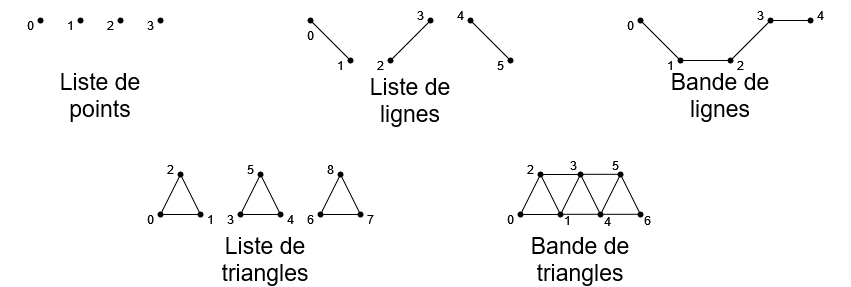 0 1 2 3
0 1 2 3 4 5
0 1 2 3 4
Liste de
points
Liste de
lignes
Bande de
lignes
0 1 2 3 4 5 6 7 8
0 1 2 3 4 5 6
Liste de
triangles
Bande de
triangles